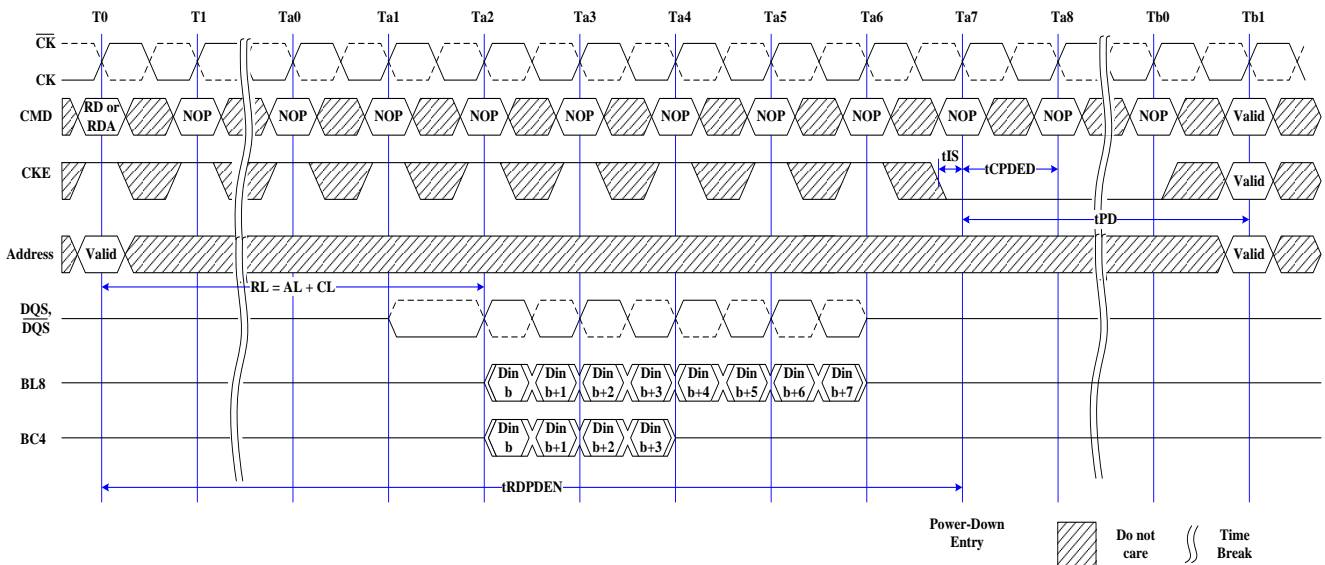 T0 T1 Ta0 Ta1 Ta2 Ta3 Ta4 Ta5 Ta6 Ta7 Ta8 Tb0 Tb1
CK
CK
CMD RD or RDA NOP NOP NOP NOP NOP NOP NOP NOP NOP NOP NOP Valid
tIS
CKE tCPDED Valid
tPD
Address Valid Valid
RL = AL + CL
DQS,
DQS
BL8 Din b Din b+1 Din b+2 Din b+3 Din b+4 Din b+5 Din b+6 Din b+7
BC4 Din b Din b+1 Din b+2 Din b+3
tRDPDEN
Power-Down
Entry
Do not
care
Time
Break